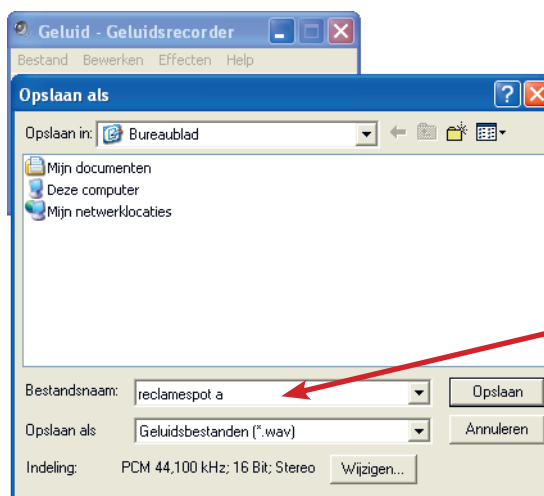 Geluid - Geluidsrecorder
Bestand Bewerken Effecten Help
Opslaan als
Opslaan in: Bureaublad
Mijn documenten
Deze computer
Mijn netwerklocaties
Bestandsnaam: reclamespot a Opslaan
Opslaan als Geluidsbestanden (*.wav) Annuleren
Indeling: PCM 44,100 kHz; 16 Bit; Stereo Wijzigen...